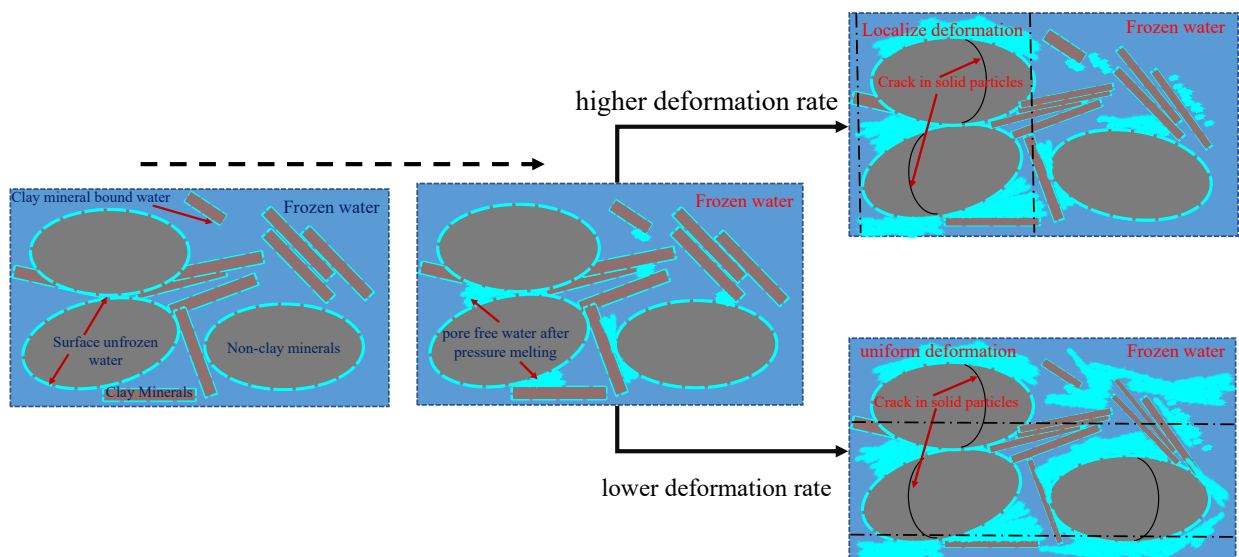 Clay mineral bound water
Frozen water
Surface unfrozen
water
Non-clay minerals
Clay Minerals
Frozen water
pore free water after
pressure melting
higher deformation rate
lower deformation rate
Localize deformation
Frozen water
Crack in solid particles
uniform deformation
Frozen water
Crack in solid particles